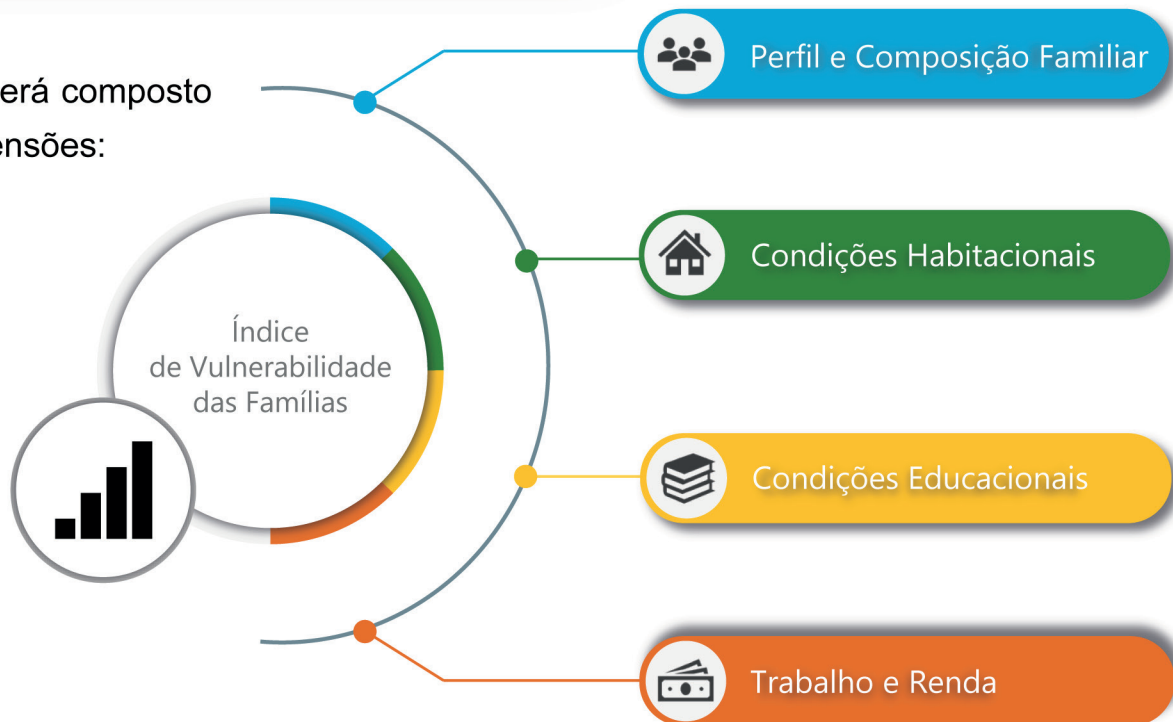 erá composto
ensões:
Índice
de Vulnerabilidade
das Famílias
Perfil e Composição Familiar
Condições Habitacionais
Condições Educacionais
Trabalho e Renda